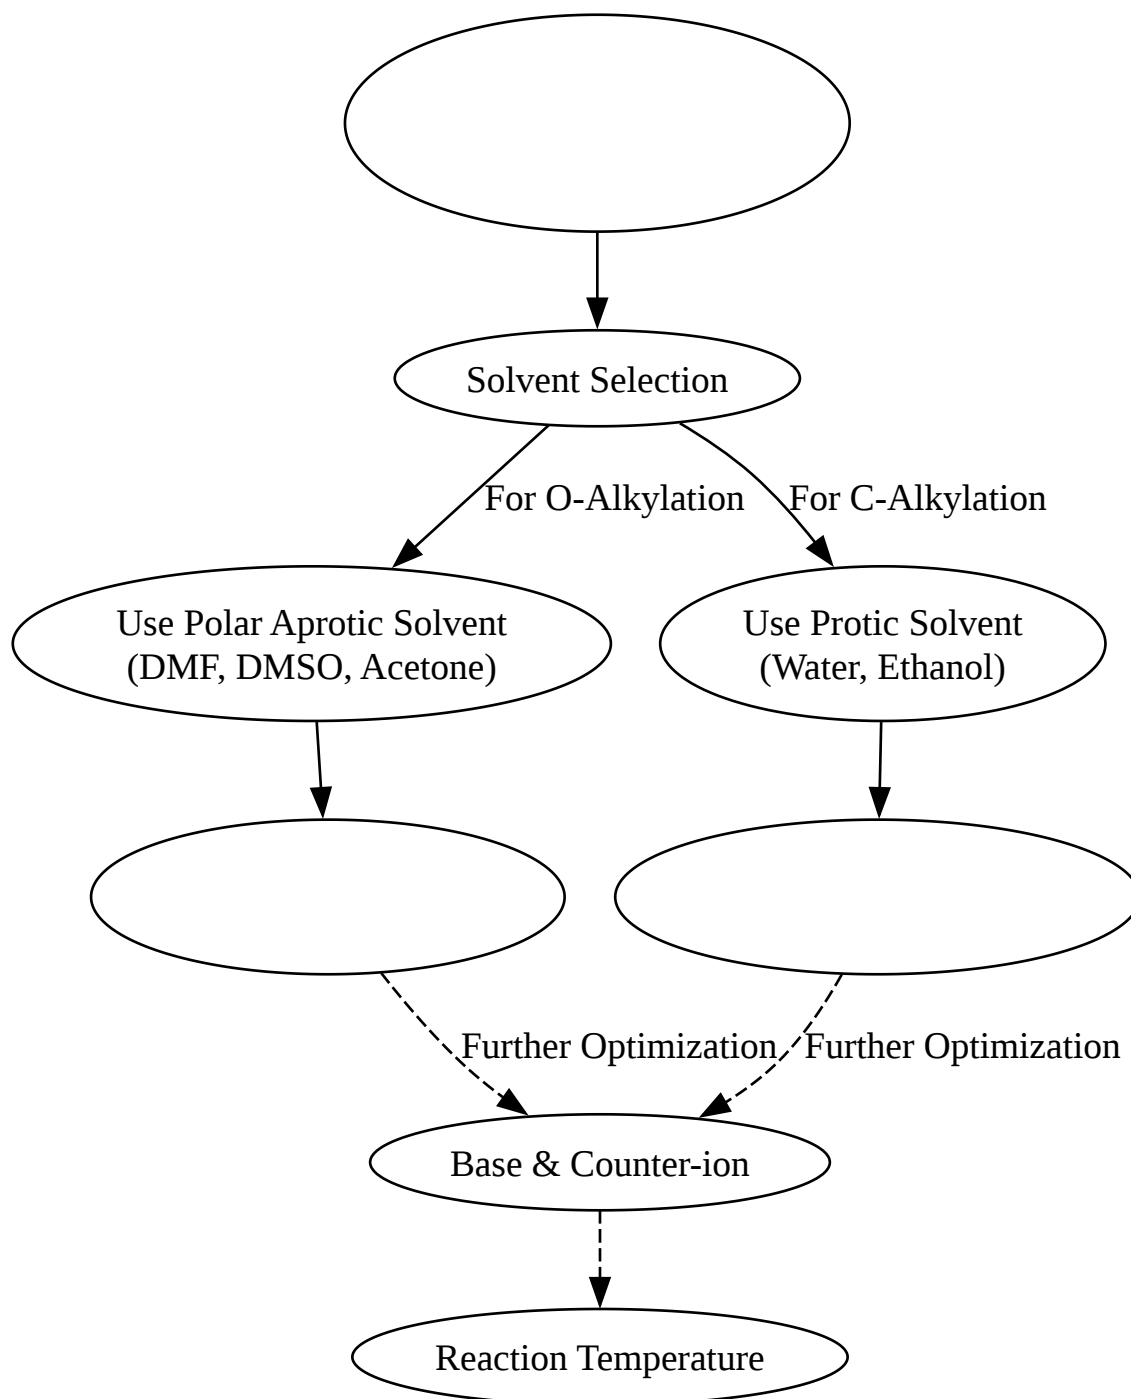 Solvent Selection
For O-Alkylation
For C-Alkylation
Use Polar Aprotic Solvent
(DMF, DMSO, Acetone)
Use Protic Solvent
(Water, Ethanol)
Further Optimization
Further Optimization
Base & Counter-ion
Reaction Temperature